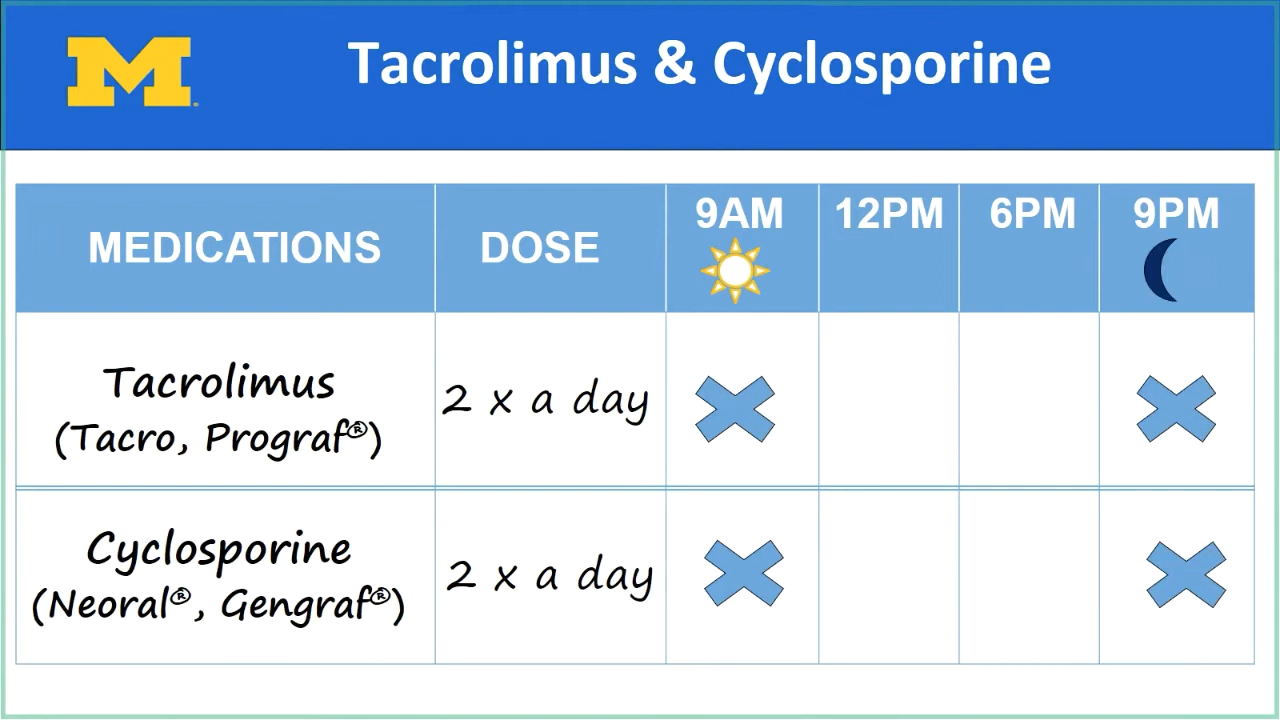 M
Tacrolimus & Cyclosporine
MEDICATIONS DOSE 9AM 12PM 6PM 9PM
Tacrolimus
(Tacro, Prograf®)
2 x a day
Cyclosporine
(Neoral®, Gengraf®)
2 x a day